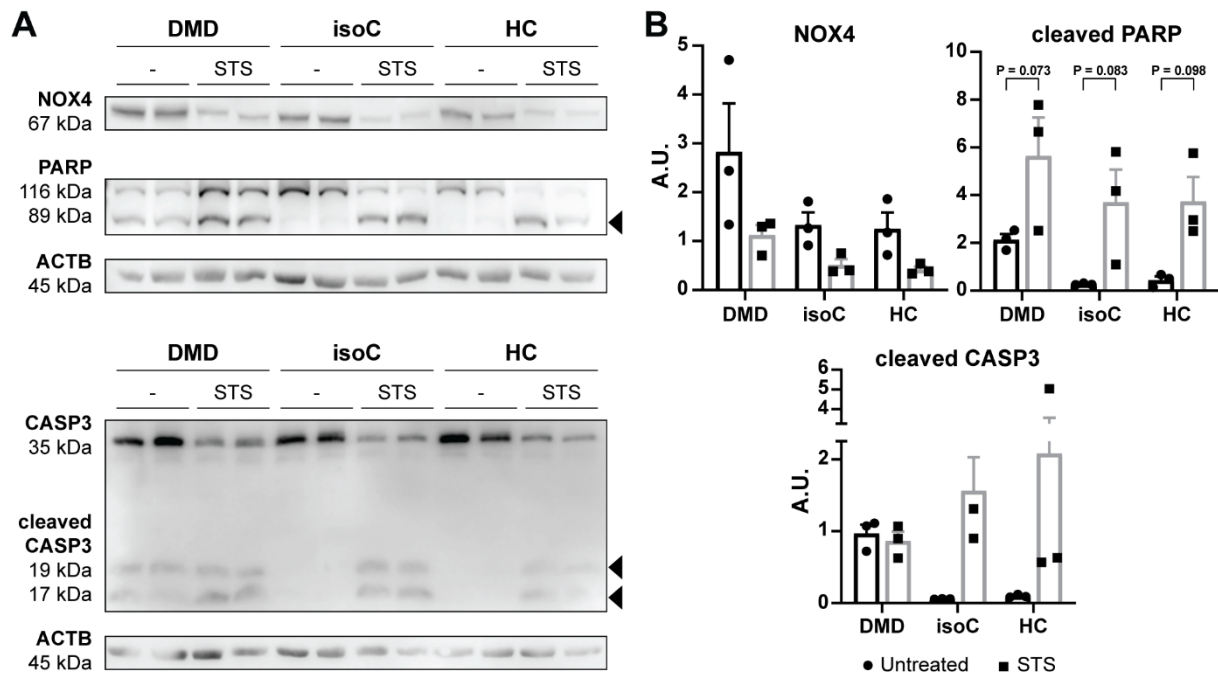 A
DMD isoC HC
- STS - STS - STS
NOX4
67 kDa
PARP
116 kDa
89 kDa
ACTB
45 kDa
DMD isoC HC
- STS - STS - STS
CASP3
35 kDa
cleaved
CASP3
19 kDa
17 kDa
ACTB
45 kDa
B
NOX4
A.U.
5
4
3
2
1
0
DMD isoC HC
cleaved PARP
10
8
6
4
2
0
P = 0.073 P = 0.083 P = 0.098
DMD isoC HC
cleaved CASP3
A.U.
6
5
4
3
2
1
0
DMD isoC HC
Untreated STS